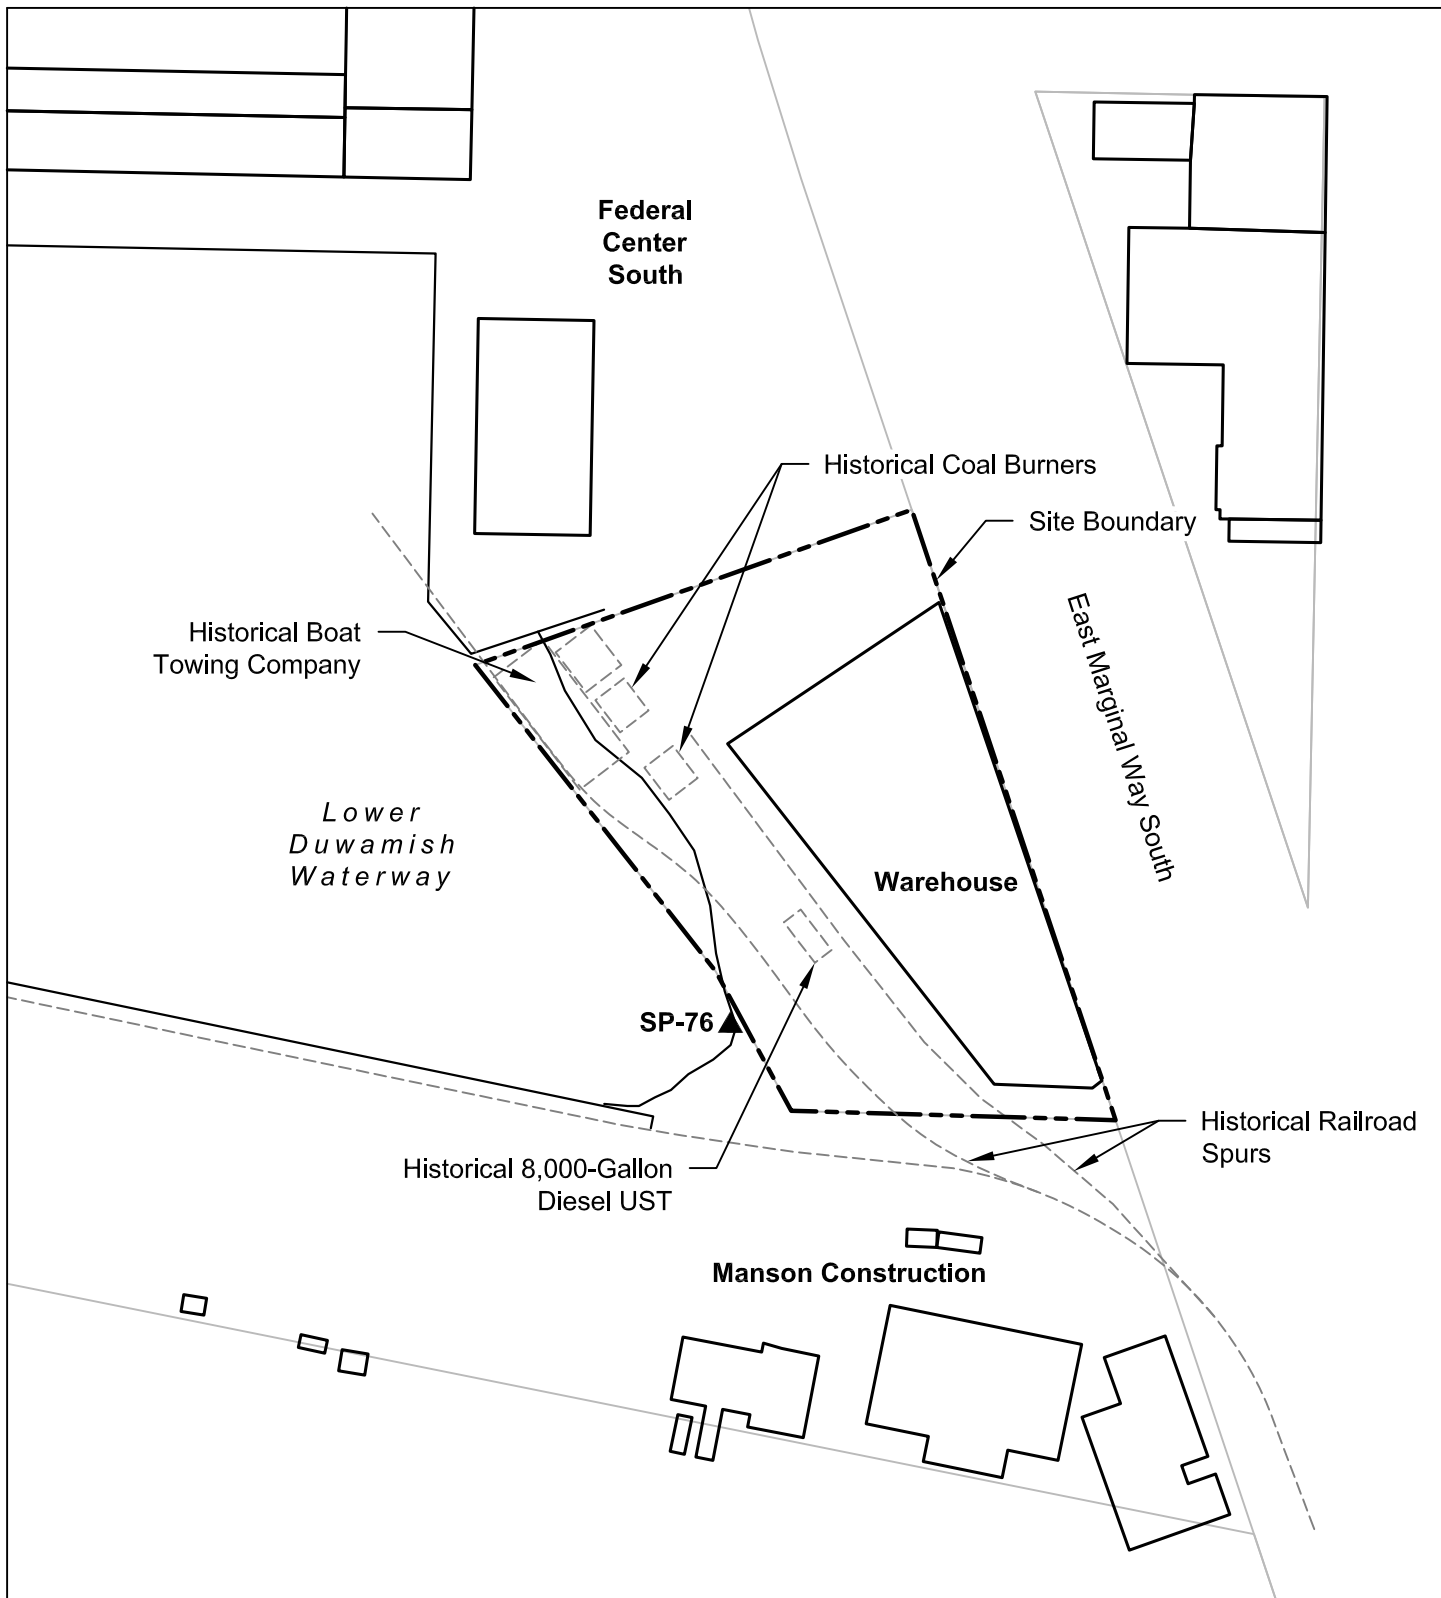 Federal
Center
South
Historical Coal Burners
Site Boundary
Historical Boat
Towing Company
East Marginal Way South
Lower
Duwamish
Waterway
Warehouse
SP-76
Historical Railroad
Spurs
Historical 8,000-Gallon
Diesel UST
Manson Construction